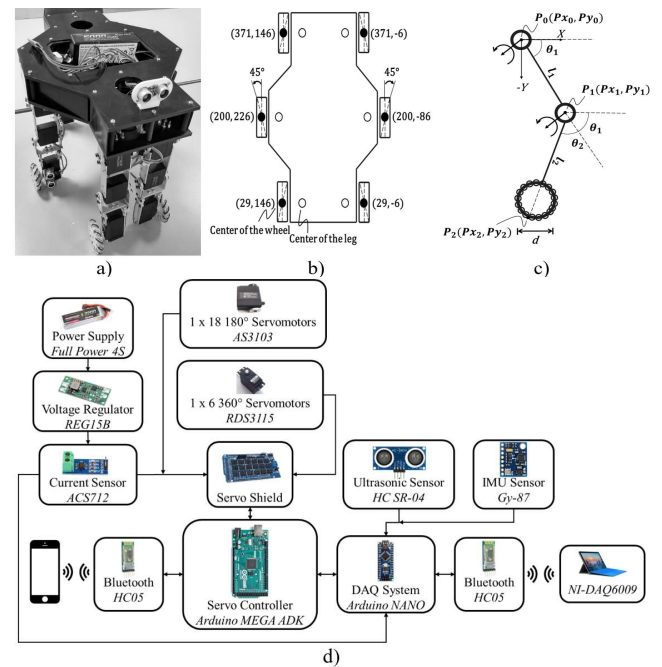 P₀(Px₀, Py₀)
X
θ₁
-Y
l₁
P₁(Px₁, Py₁)
θ₁
θ₂
l₂
P₂(Px₂, Py₂)
d
(371,146)
(371,-6)
45°
45°
(200,226)
(200,-86
(29,146)
(29,-6)
Center of the wheel
Center of the leg
a)
b)
c)
Power Supply
Full Power 4S
Voltage Regulator
REG15B
Current Sensor
ACS712
1 x 18 180° Servomotors
AS3103
1 x 6 360° Servomotors
RDS3115
Servo Shield
Ultrasonic Sensor
HC SR-04
IMU Sensor
Gy-87
Bluetooth
HC05
Servo Controller
Arduino MEGA ADK
DAQ System
Arduino NANO
Bluetooth
HC05
NI-DAQ6009
d)